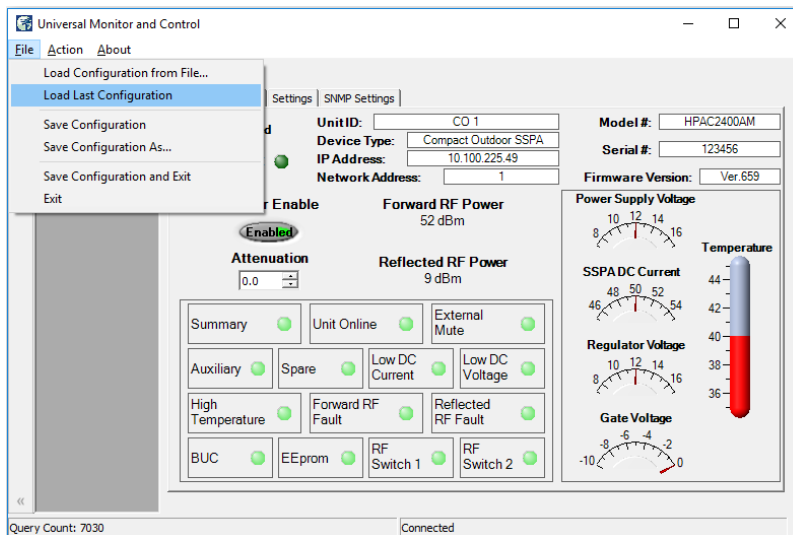 Universal Monitor and Control
File Action About
Load Configuration from File...
Load Last Configuration
Save Configuration
Save Configuration As...
Save Configuration and Exit
Exit
Settings SNMP Settings
Unit ID: CO 1
Device Type: Compact Outdoor SSPA
IP Address: 10.100.225.49
Network Address: 1
Model #: HPAC2400AM
Serial #: 123456
Firmware Version: Ver.659
Enable
Enabled
Attenuation
0.0
Forward RF Power
52 dBm
Reflected RF Power
9 dBm
Summary
Unit Online
External
Mute
Auxiliary
Spare
Low DC
Current
Low DC
Voltage
High
Temperature
Forward RF
Fault
Reflected
RF Fault
BUC
EEprom
RF
Switch 1
RF
Switch 2
Power Supply Voltage
8 10 12 14 16
SSPA DC Current
46 48 50 52 54
Regulator Voltage
8 10 12 14 16
Gate Voltage
-10 -8 -6 -4 -2 0
Temperature
44
42
40
38
36
«
Query Count: 7030
Connected